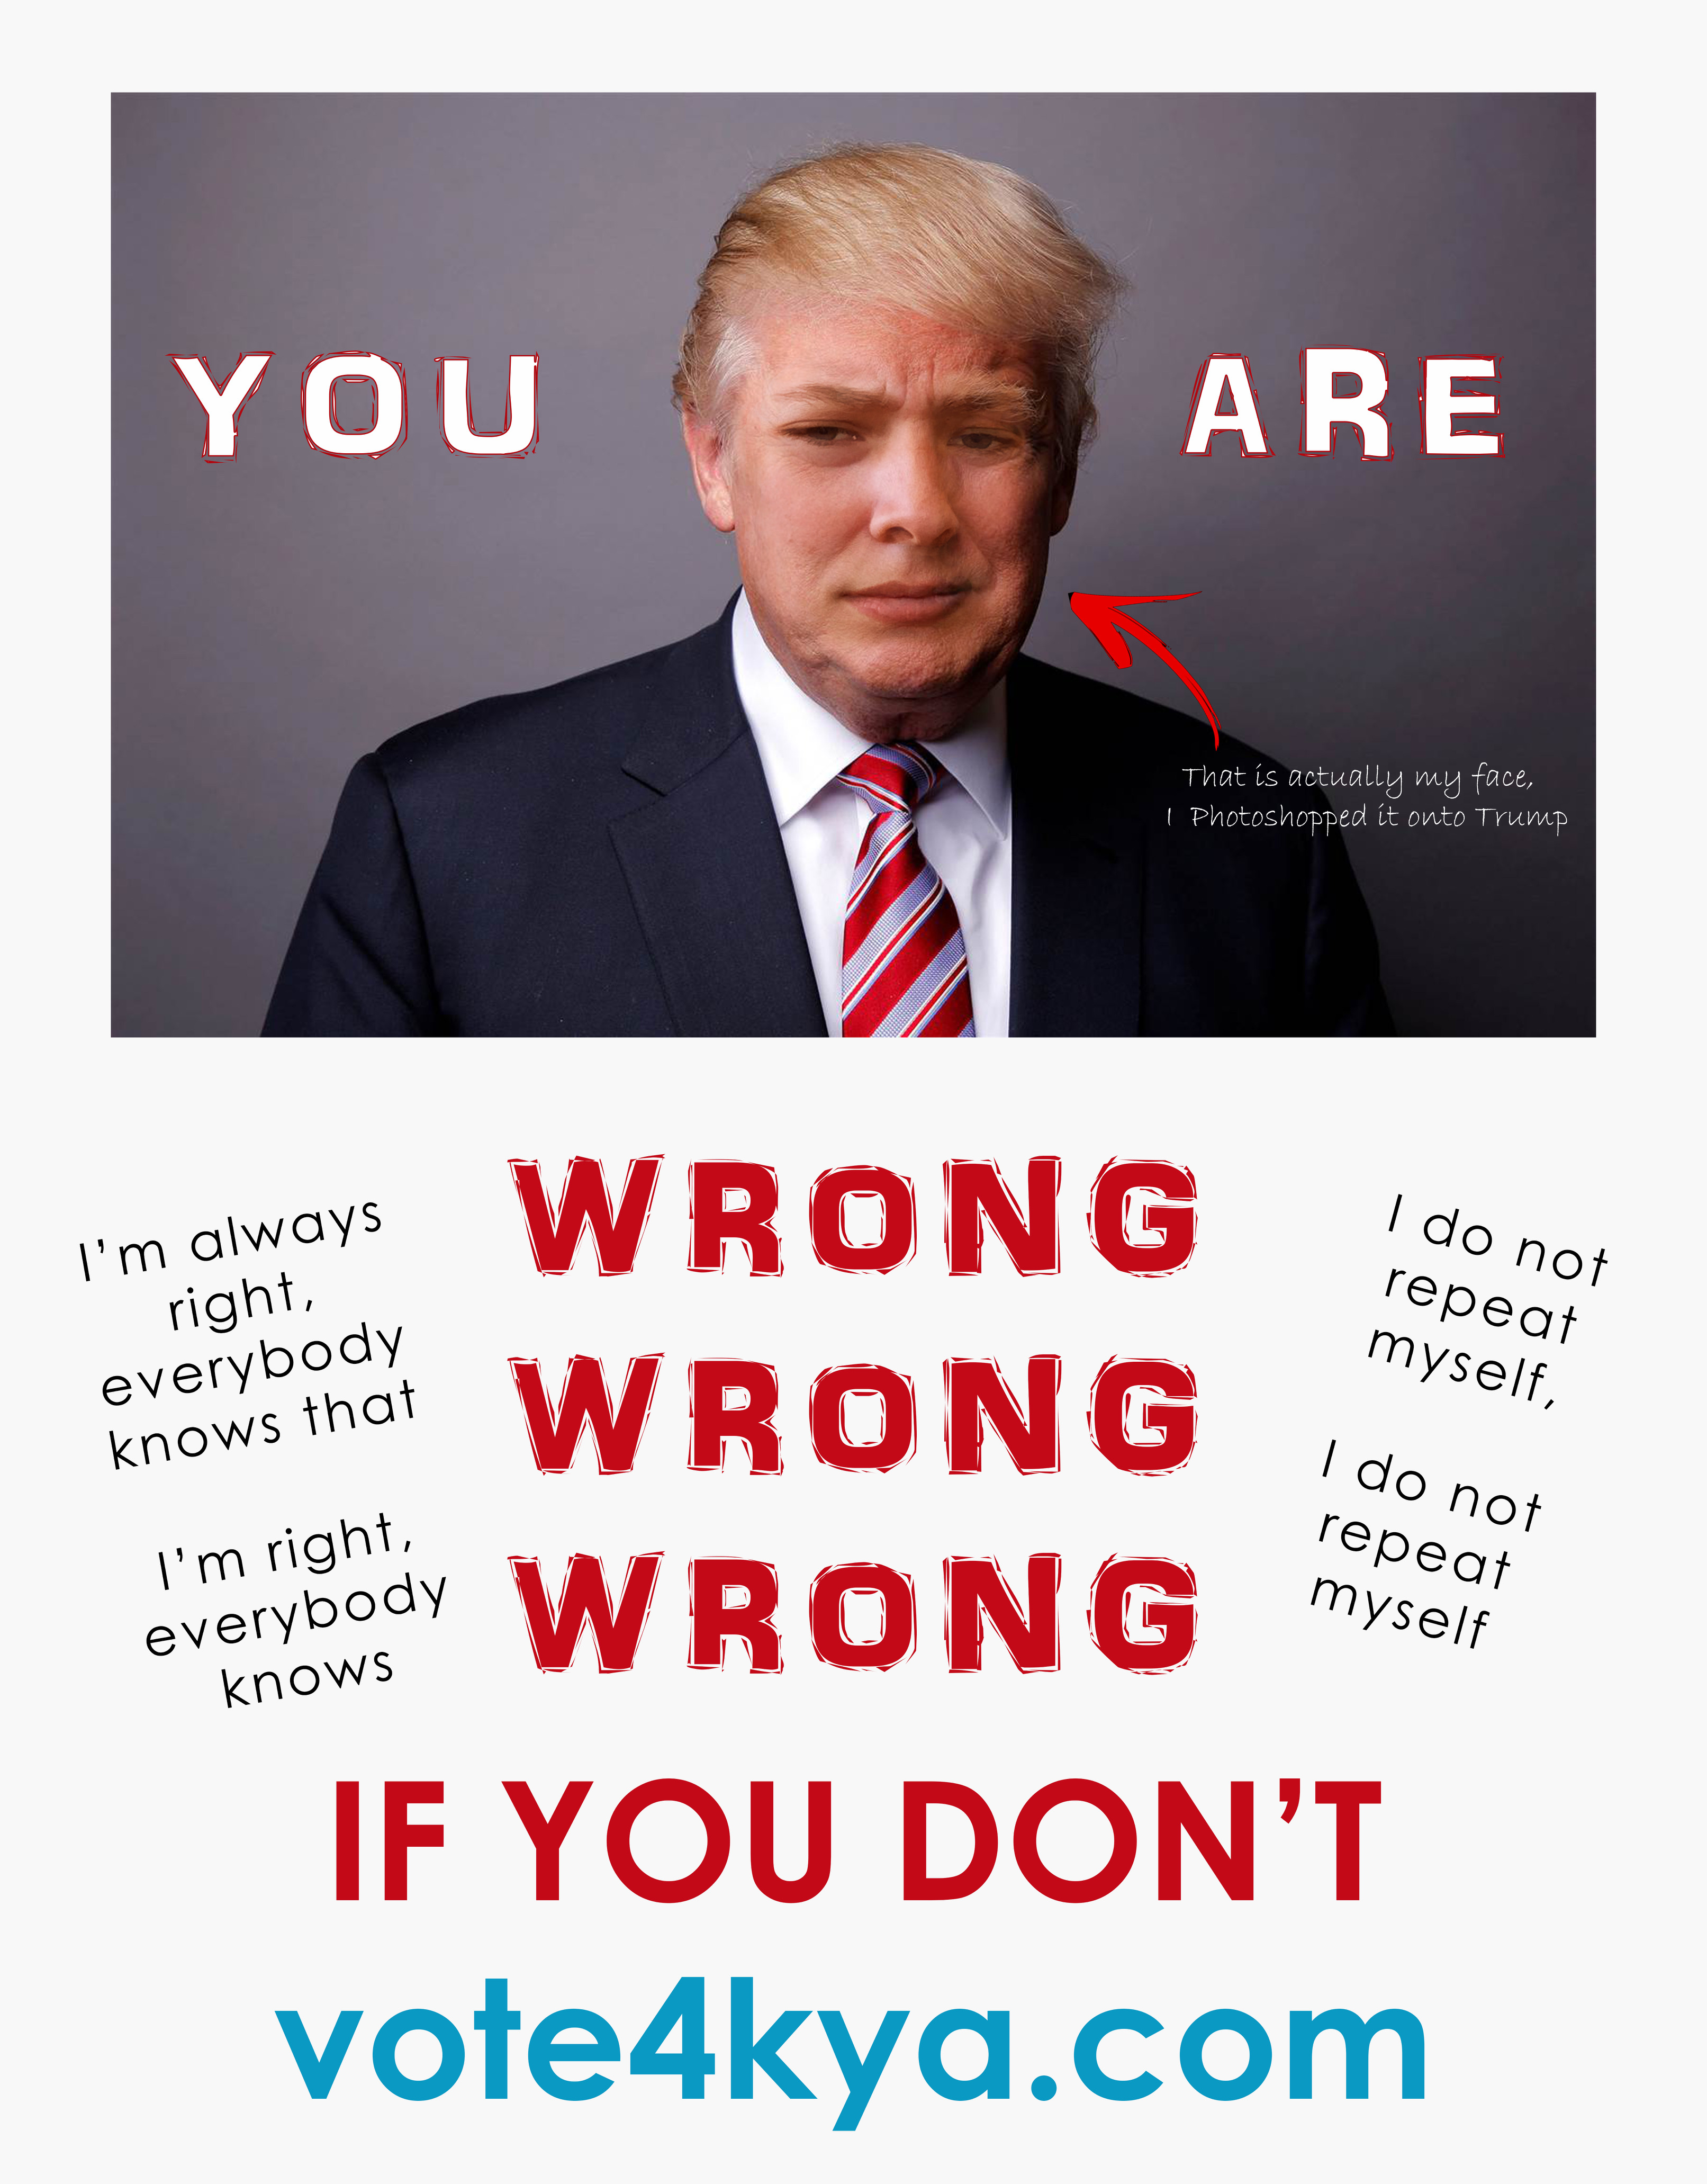 YOU ARE
That is actually my face,
I Photoshopped it onto Trump
WRONG
WRONG
WRONG
I'm always
right,
everybody
knows that
I'm right,
everybody
knows
I do not
repeat
myself,
I do not
repeat
myself
IF YOU DON'T
vote4kya.com